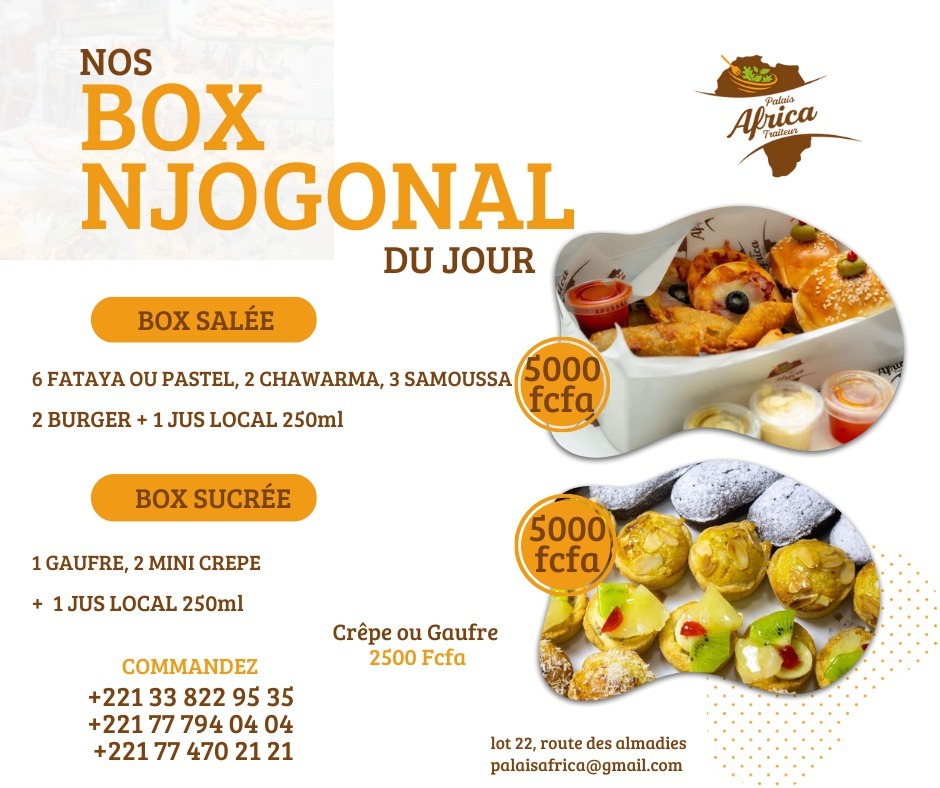 NOS
BOX
NJOGONAL
DU JOUR
Palais
Africa
Traiteur
BOX SALÉE
6 FATAYA OU PASTEL, 2 CHAWARMA, 3 SAMOUSSA
2 BURGER + 1 JUS LOCAL 250ml
5000
fcfa
BOX SUCRÉE
1 GAUFRE, 2 MINI CREPE
+ 1 JUS LOCAL 250ml
5000
fcfa
Crêpe ou Gaufre
2500 Fcfa
COMMANDEZ
+221 33 822 95 35
+221 77 794 04 04
+221 77 470 21 21
lot 22, route des almadies
palaisafrica@gmail.com